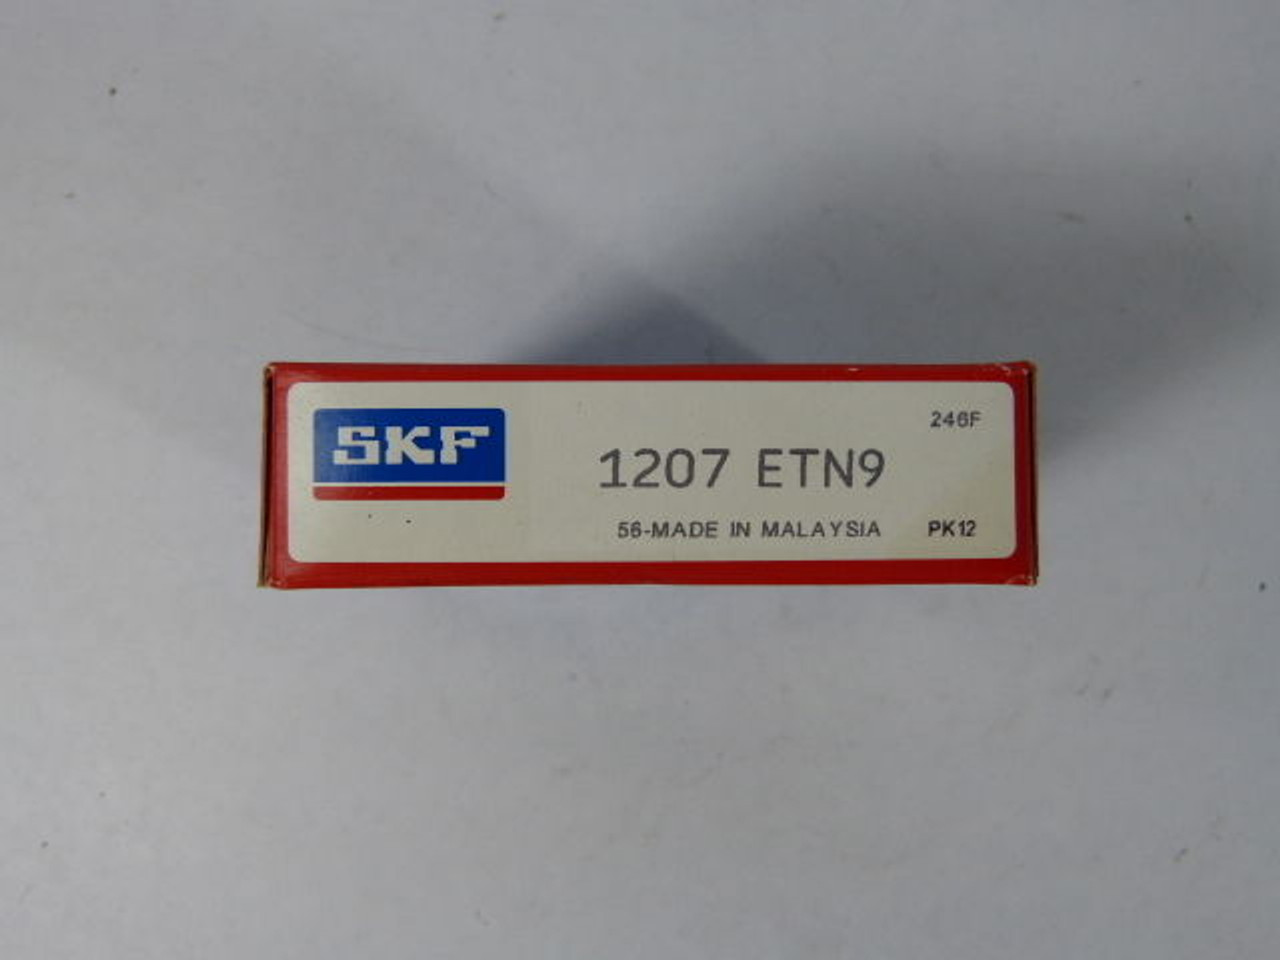 SKF
246F
1207 ETN9
56-MADE IN MALAYSIA PK12